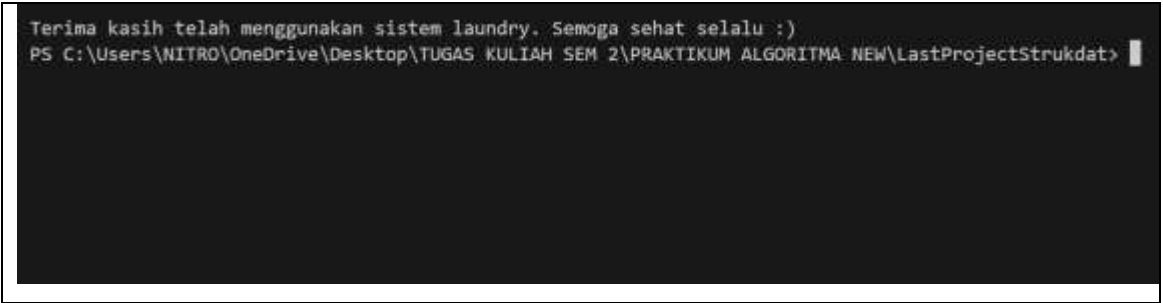 Terima kasih telah menggunakan sistem laundry. Semoga sehat selalu :)
PS C:\Users\NITRO\OneDrive\Desktop\TUGAS KULIAH SEM 2\PRAKTIKUM ALGORITMA NEW\LastProjectStrukdat>